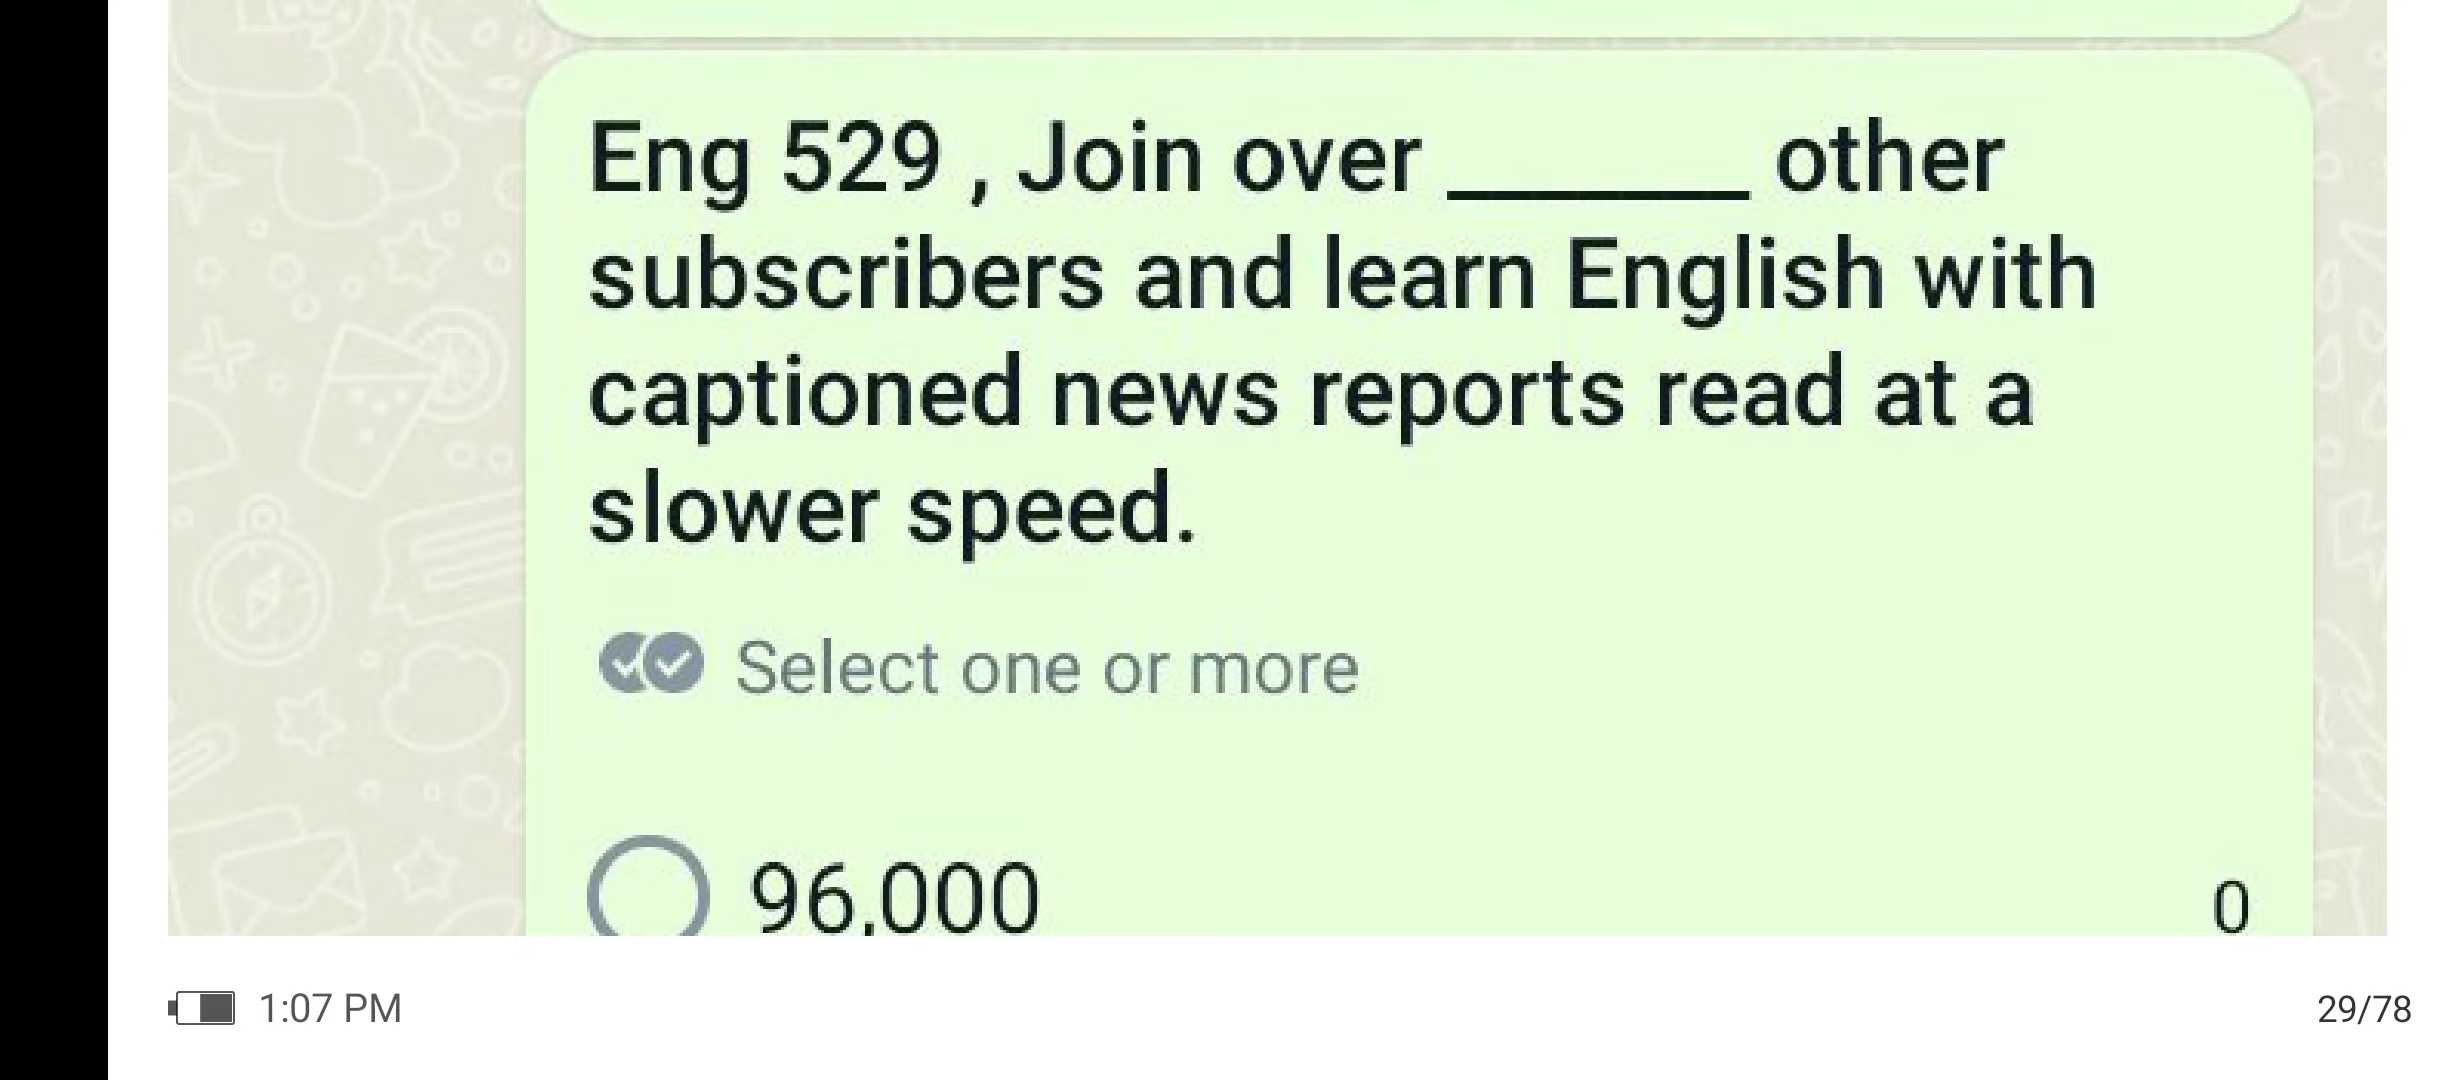 Eng 529 , Join over ______ other
subscribers and learn English with
captioned news reports read at a
slower speed.
Select one or more
96,000 0
1:07 PM 29/78